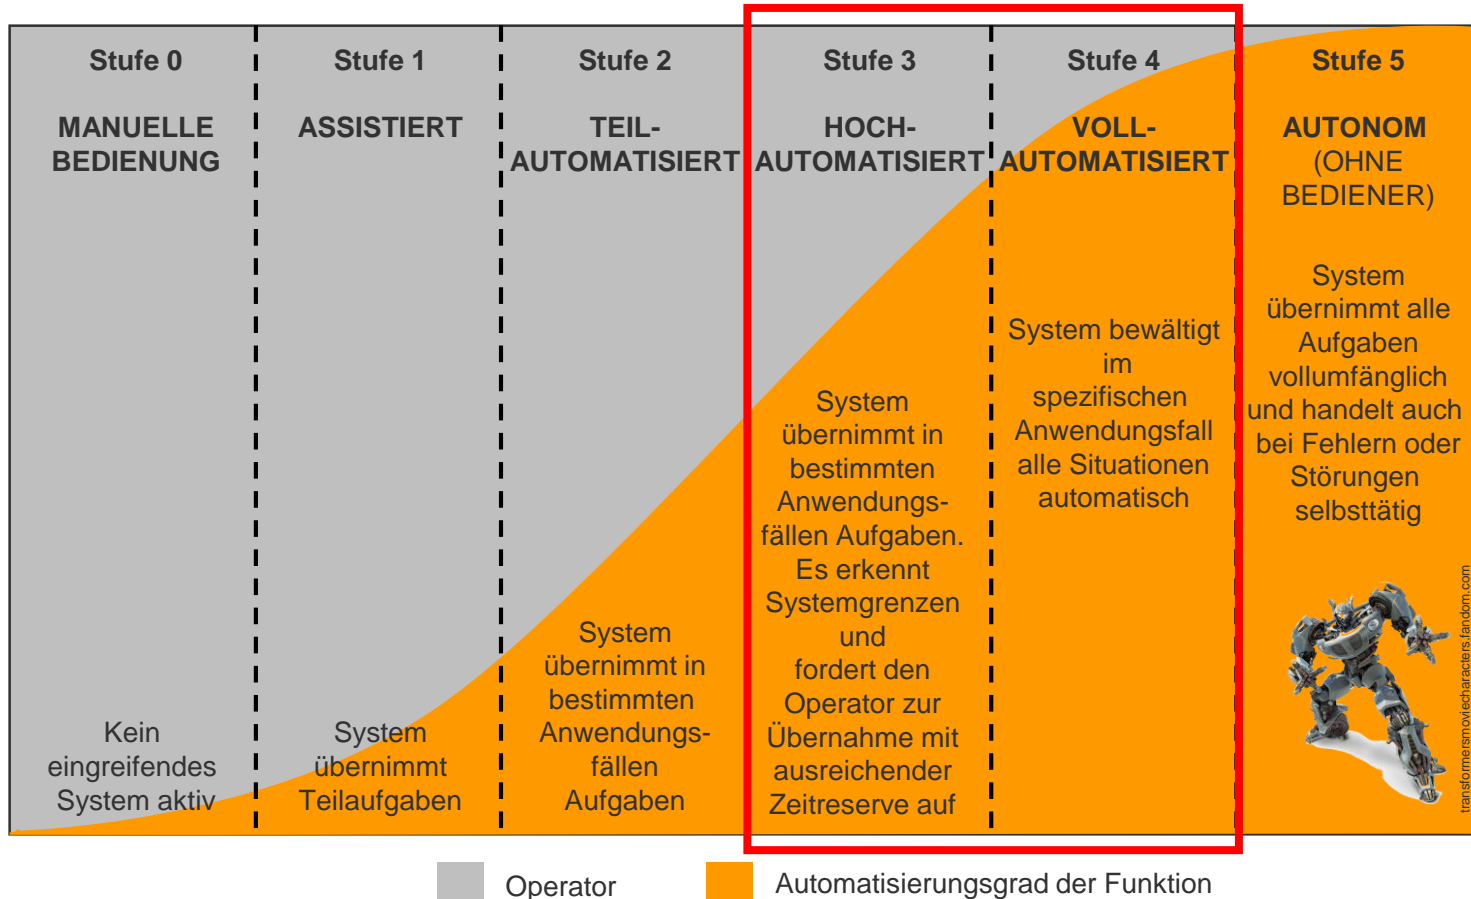 Stufe 0
MANUELLE
BEDIENUNG
Kein
eingreifendes
System aktiv
Stufe 1
ASSISTIERT
System
übernimmt
Teilaufgaben
Stufe 2
TEIL-
AUTOMATISIERT
System
übernimmt in
bestimmten
Anwendungs-
fällen
Aufgaben
Stufe 3
HOCH-
AUTOMATISIERT
System
übernimmt in
bestimmten
Anwendungs-
fällen Aufgaben.
Es erkennt
Systemgrenzen
und
fordert den
Operator zur
Übernahme mit
ausreichender
Zeitreserve auf
Stufe 4
VOLL-
AUTOMATISIERT
System bewältigt
im
spezifischen
Anwendungsfall
alle Situationen
automatisch
Stufe 5
AUTONOM
(OHNE
BEDIENER)
System
übernimmt alle
Aufgaben
vollumfänglich
und handelt auch
bei Fehlern oder
Störungen
selbsttätig
transformersmoviecharacters.fandom.com
Operator
Automatisierungsgrad der Funktion